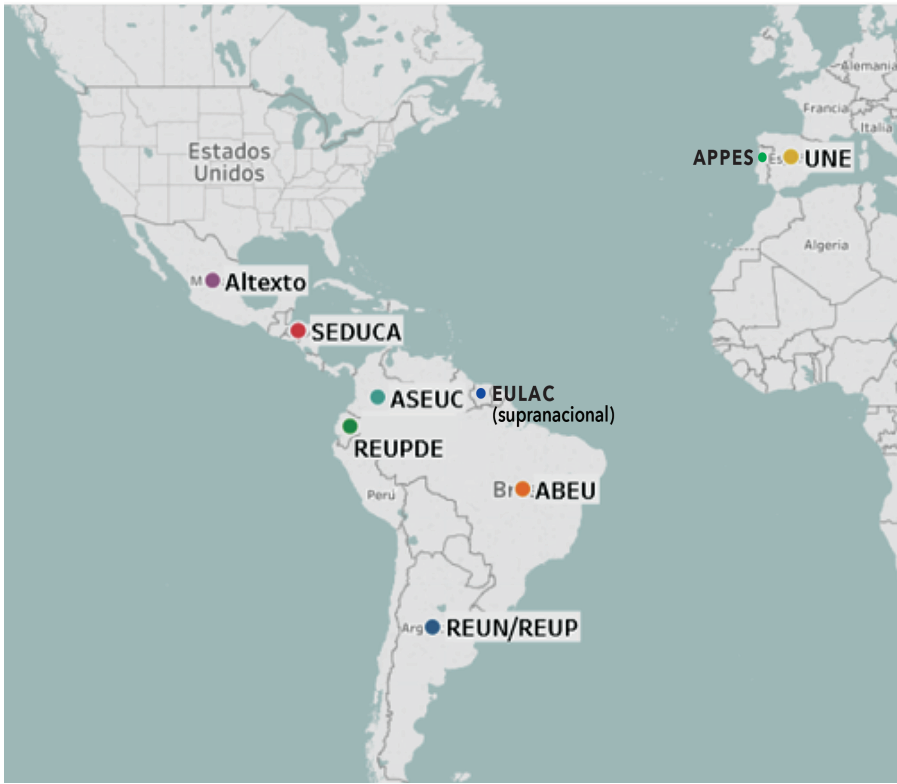 Alemania
Francia
Italia
Estados
Unidos
APPES
Es
UNE
Algeria
M
Altexto
SEDUCA
ASEUC
EULAC
(supranacional)
REUPDE
Perú
Br
ABEU
Arg
REUN/REUP